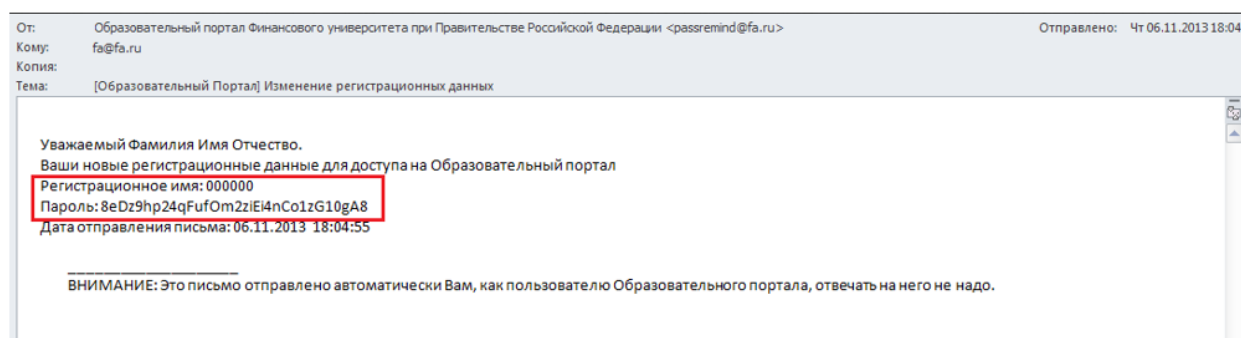 От: Образовательный портал Финансового университета при Правительстве Российской Федерации <passremind@fa.ru> Отправлено: Чт 06.11.2013 18:04
Кому: fa@fa.ru
Копия:
Тема: [Образовательный Портал] Изменение регистрационных данных
Уважаемый Фамилия Имя Отчество.
Ваши новые регистрационные данные для доступа на Образовательный портал
Регистрационное имя: 000000
Пароль: 8eDz9hp24qFufOm2ziEi4nCo1zG10gA8
Дата отправления письма: 06.11.2013 18:04:55
____________________
ВНИМАНИЕ: Это письмо отправлено автоматически Вам, как пользователю Образовательного портала, отвечать на него не надо.